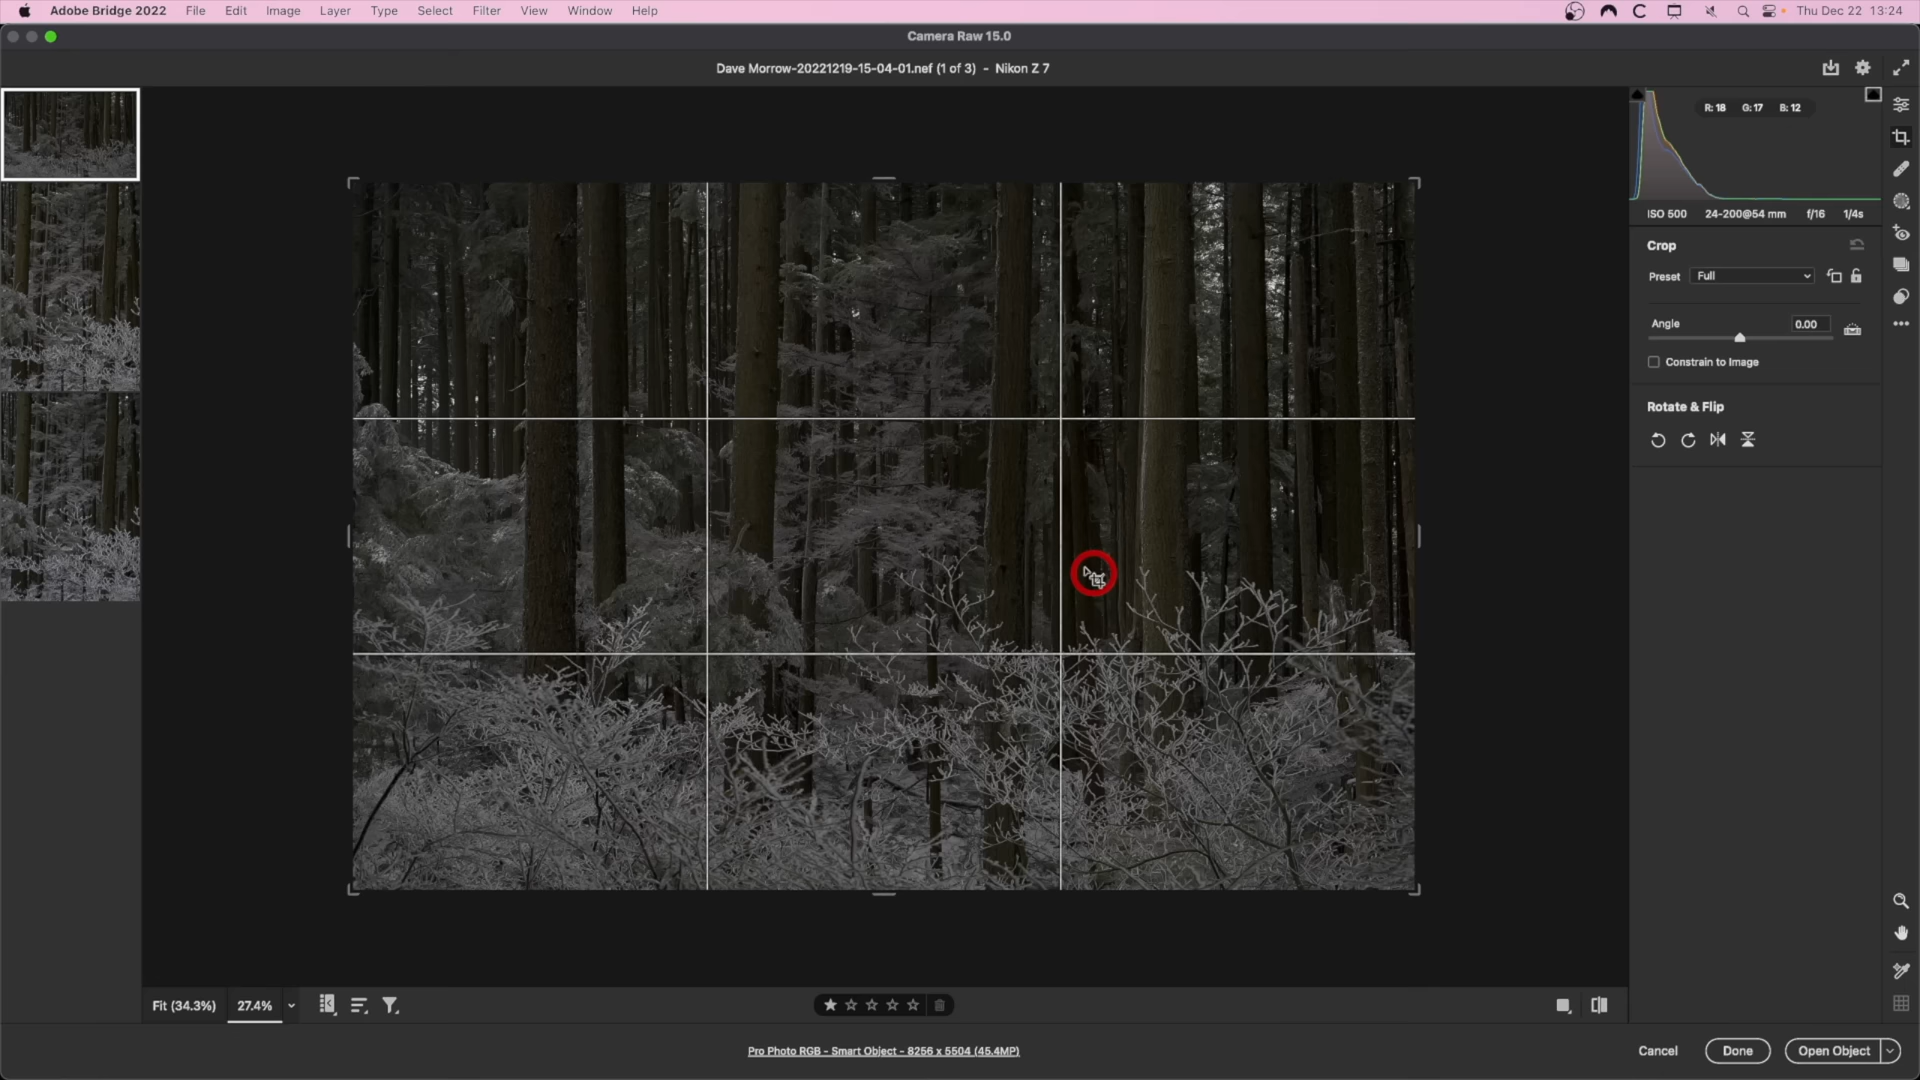 Adobe Bridge 2022 File Edit Image Layer Type Select Filter View Window Help Thu Dec 22 13:24
Camera Raw 15.0
Dave Morrow-20221219-15-04-01.nef (1 of 3) - Nikon Z 7
R: 18 G: 17 B: 12
ISO 500 24-200@54 mm f/16 1/4s
Crop
Preset Full
Angle 0.00
Constrain to Image
Rotate & Flip
Fit (34.3%) 27.4%
Pro Photo RGB - Smart Object - 8256 x 5504 (45.4MP)
Cancel Done Open Object